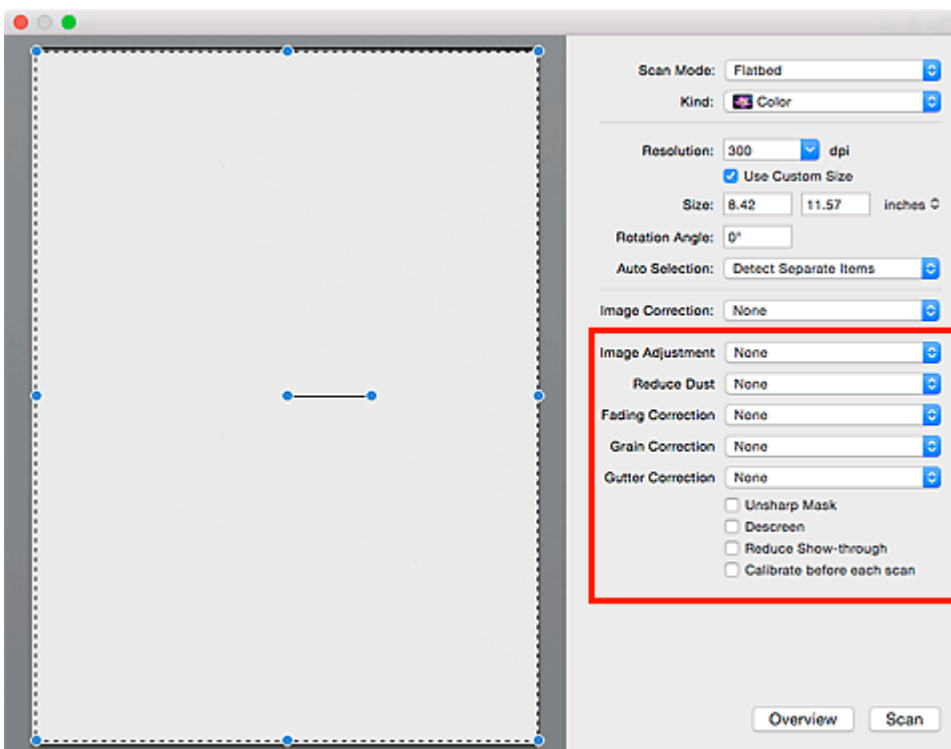 Scan Mode: Flatbed
Kind: Color
Resolution: 300 dpi
Use Custom Size
Size: 8.42 11.57 inches
Rotation Angle: 0°
Auto Selection: Detect Separate Items
Image Correction: None
Image Adjustment None
Reduce Dust None
Fading Correction None
Grain Correction None
Gutter Correction None
Unsharp Mask
Descreen
Reduce Show-through
Calibrate before each scan
Overview Scan